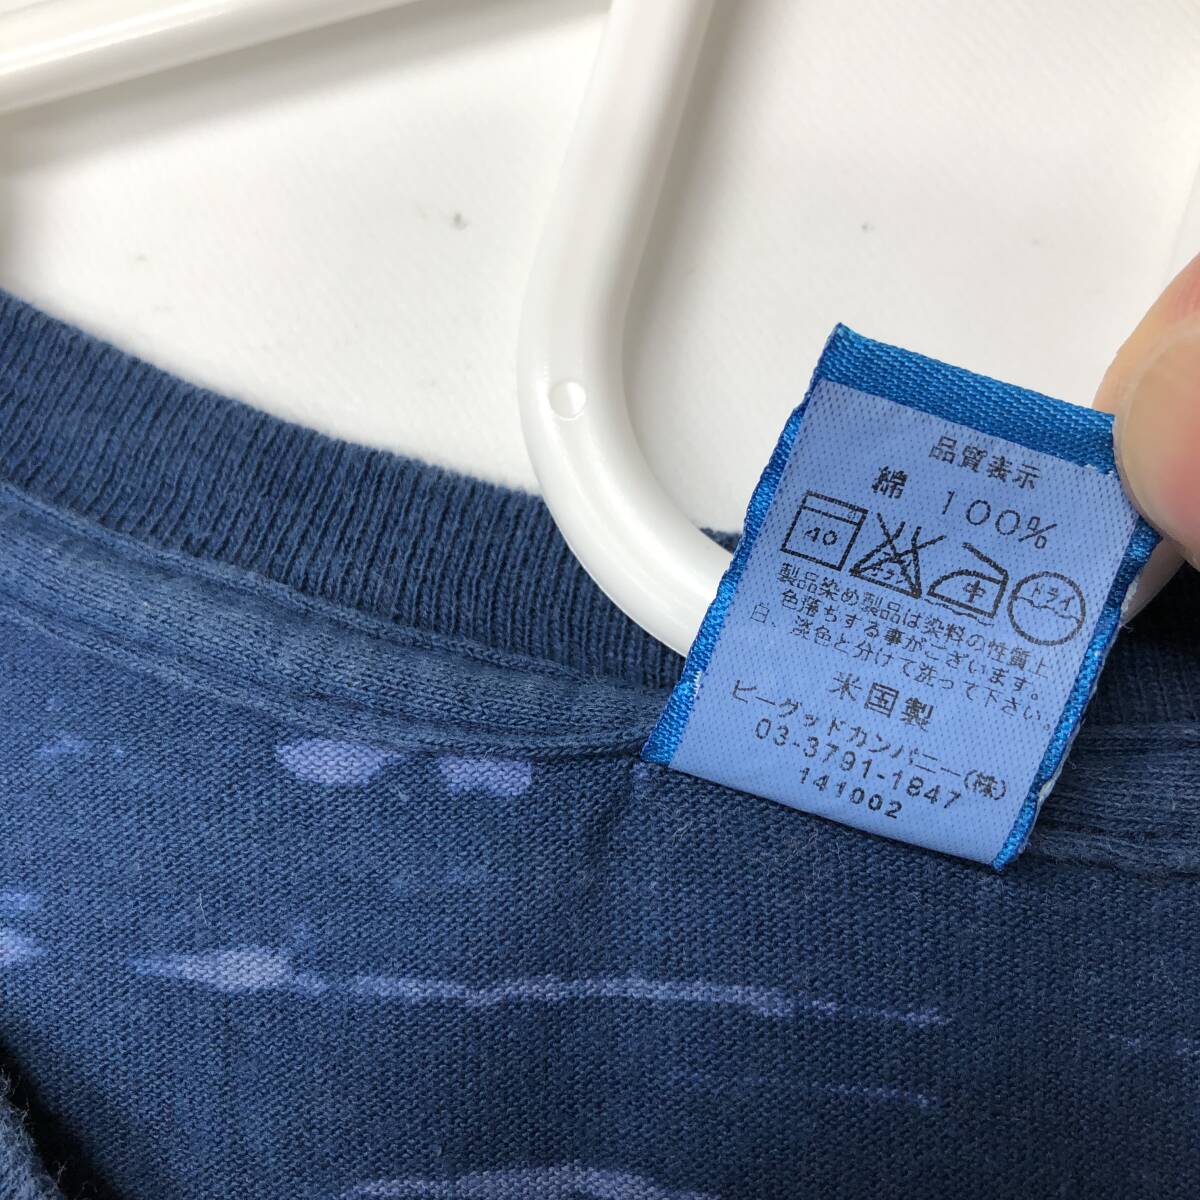 品質表示
綿 100%
40 エンソ 中 ドライ
製品染め製品は染料の性質上
色落ちする事がございます。
白、淡色と分けて洗って下さい。
米国製
ビーグッドカンパニー(株)
03-3791-1847
141002